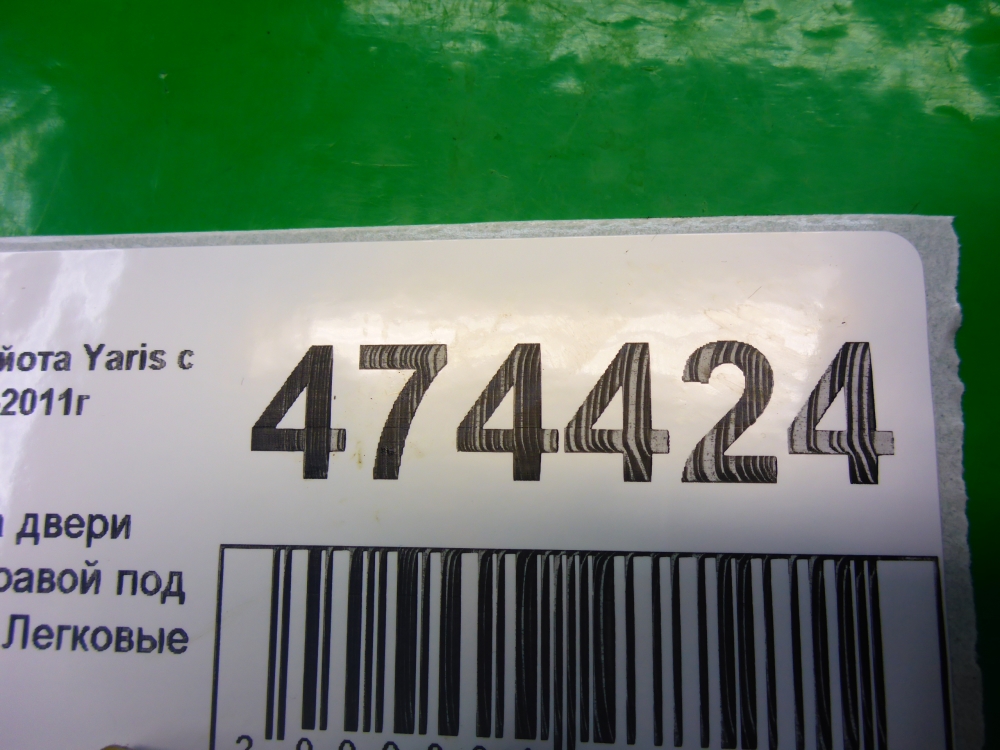 йота Yaris с
-2011г
474424
двери
равой под
Легковые